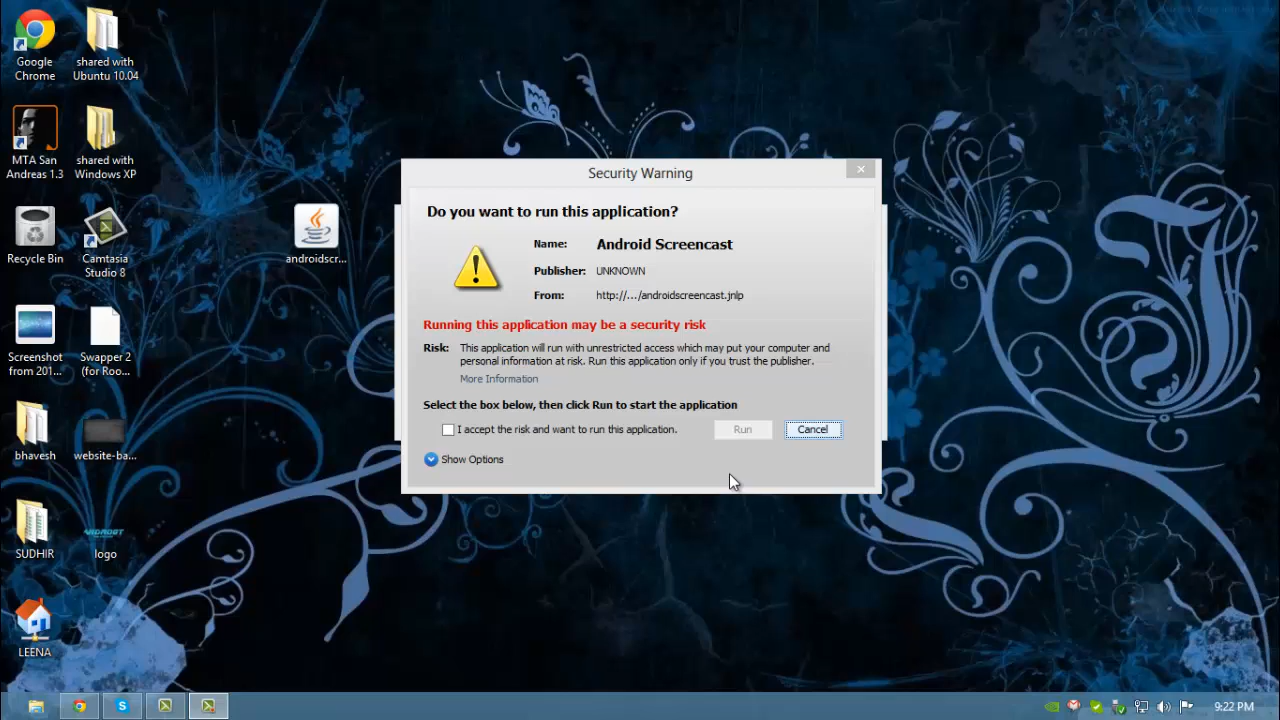 Google
Chrome
shared with
Ubuntu 10.04
MTA San
Andreas 1.3
shared with
Windows XP
Recycle Bin
Camtasia
Studio 8
androidscr...
Screenshot
from 201...
Swapper 2
(for Roo...
bhavesh
website-ba...
SUDHIR
logo
LEENA
Security Warning
Do you want to run this application?
Name: Android Screencast
Publisher: UNKNOWN
From: http://.../androidscreencast.jnlp
Running this application may be a security risk
Risk: This application will run with unrestricted access which may put your computer and
personal information at risk. Run this application only if you trust the publisher.
More Information
Select the box below, then click Run to start the application
I accept the risk and want to run this application.
Run
Cancel
Show Options
9:22 PM